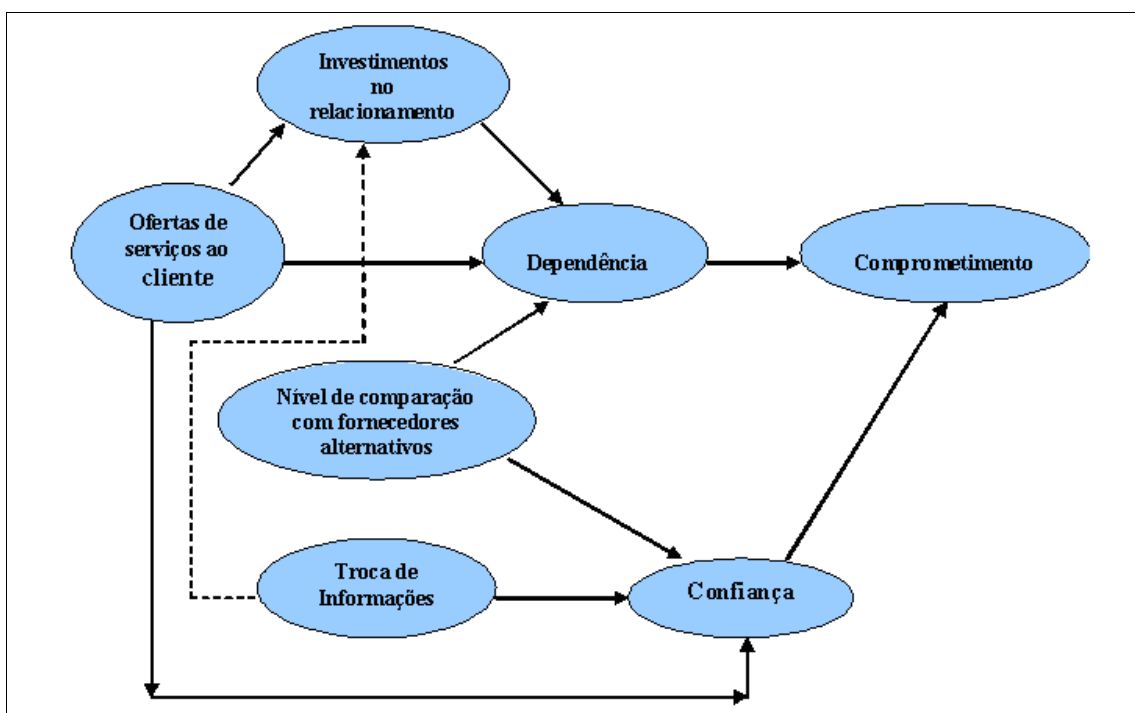 Investimentos
no
relacionamento
Ofertas de
serviços ao
cliente
Dependência
Comprometimento
Nível de comparação
com fornecedores
alternativos
Troca de
Informações
Confiança